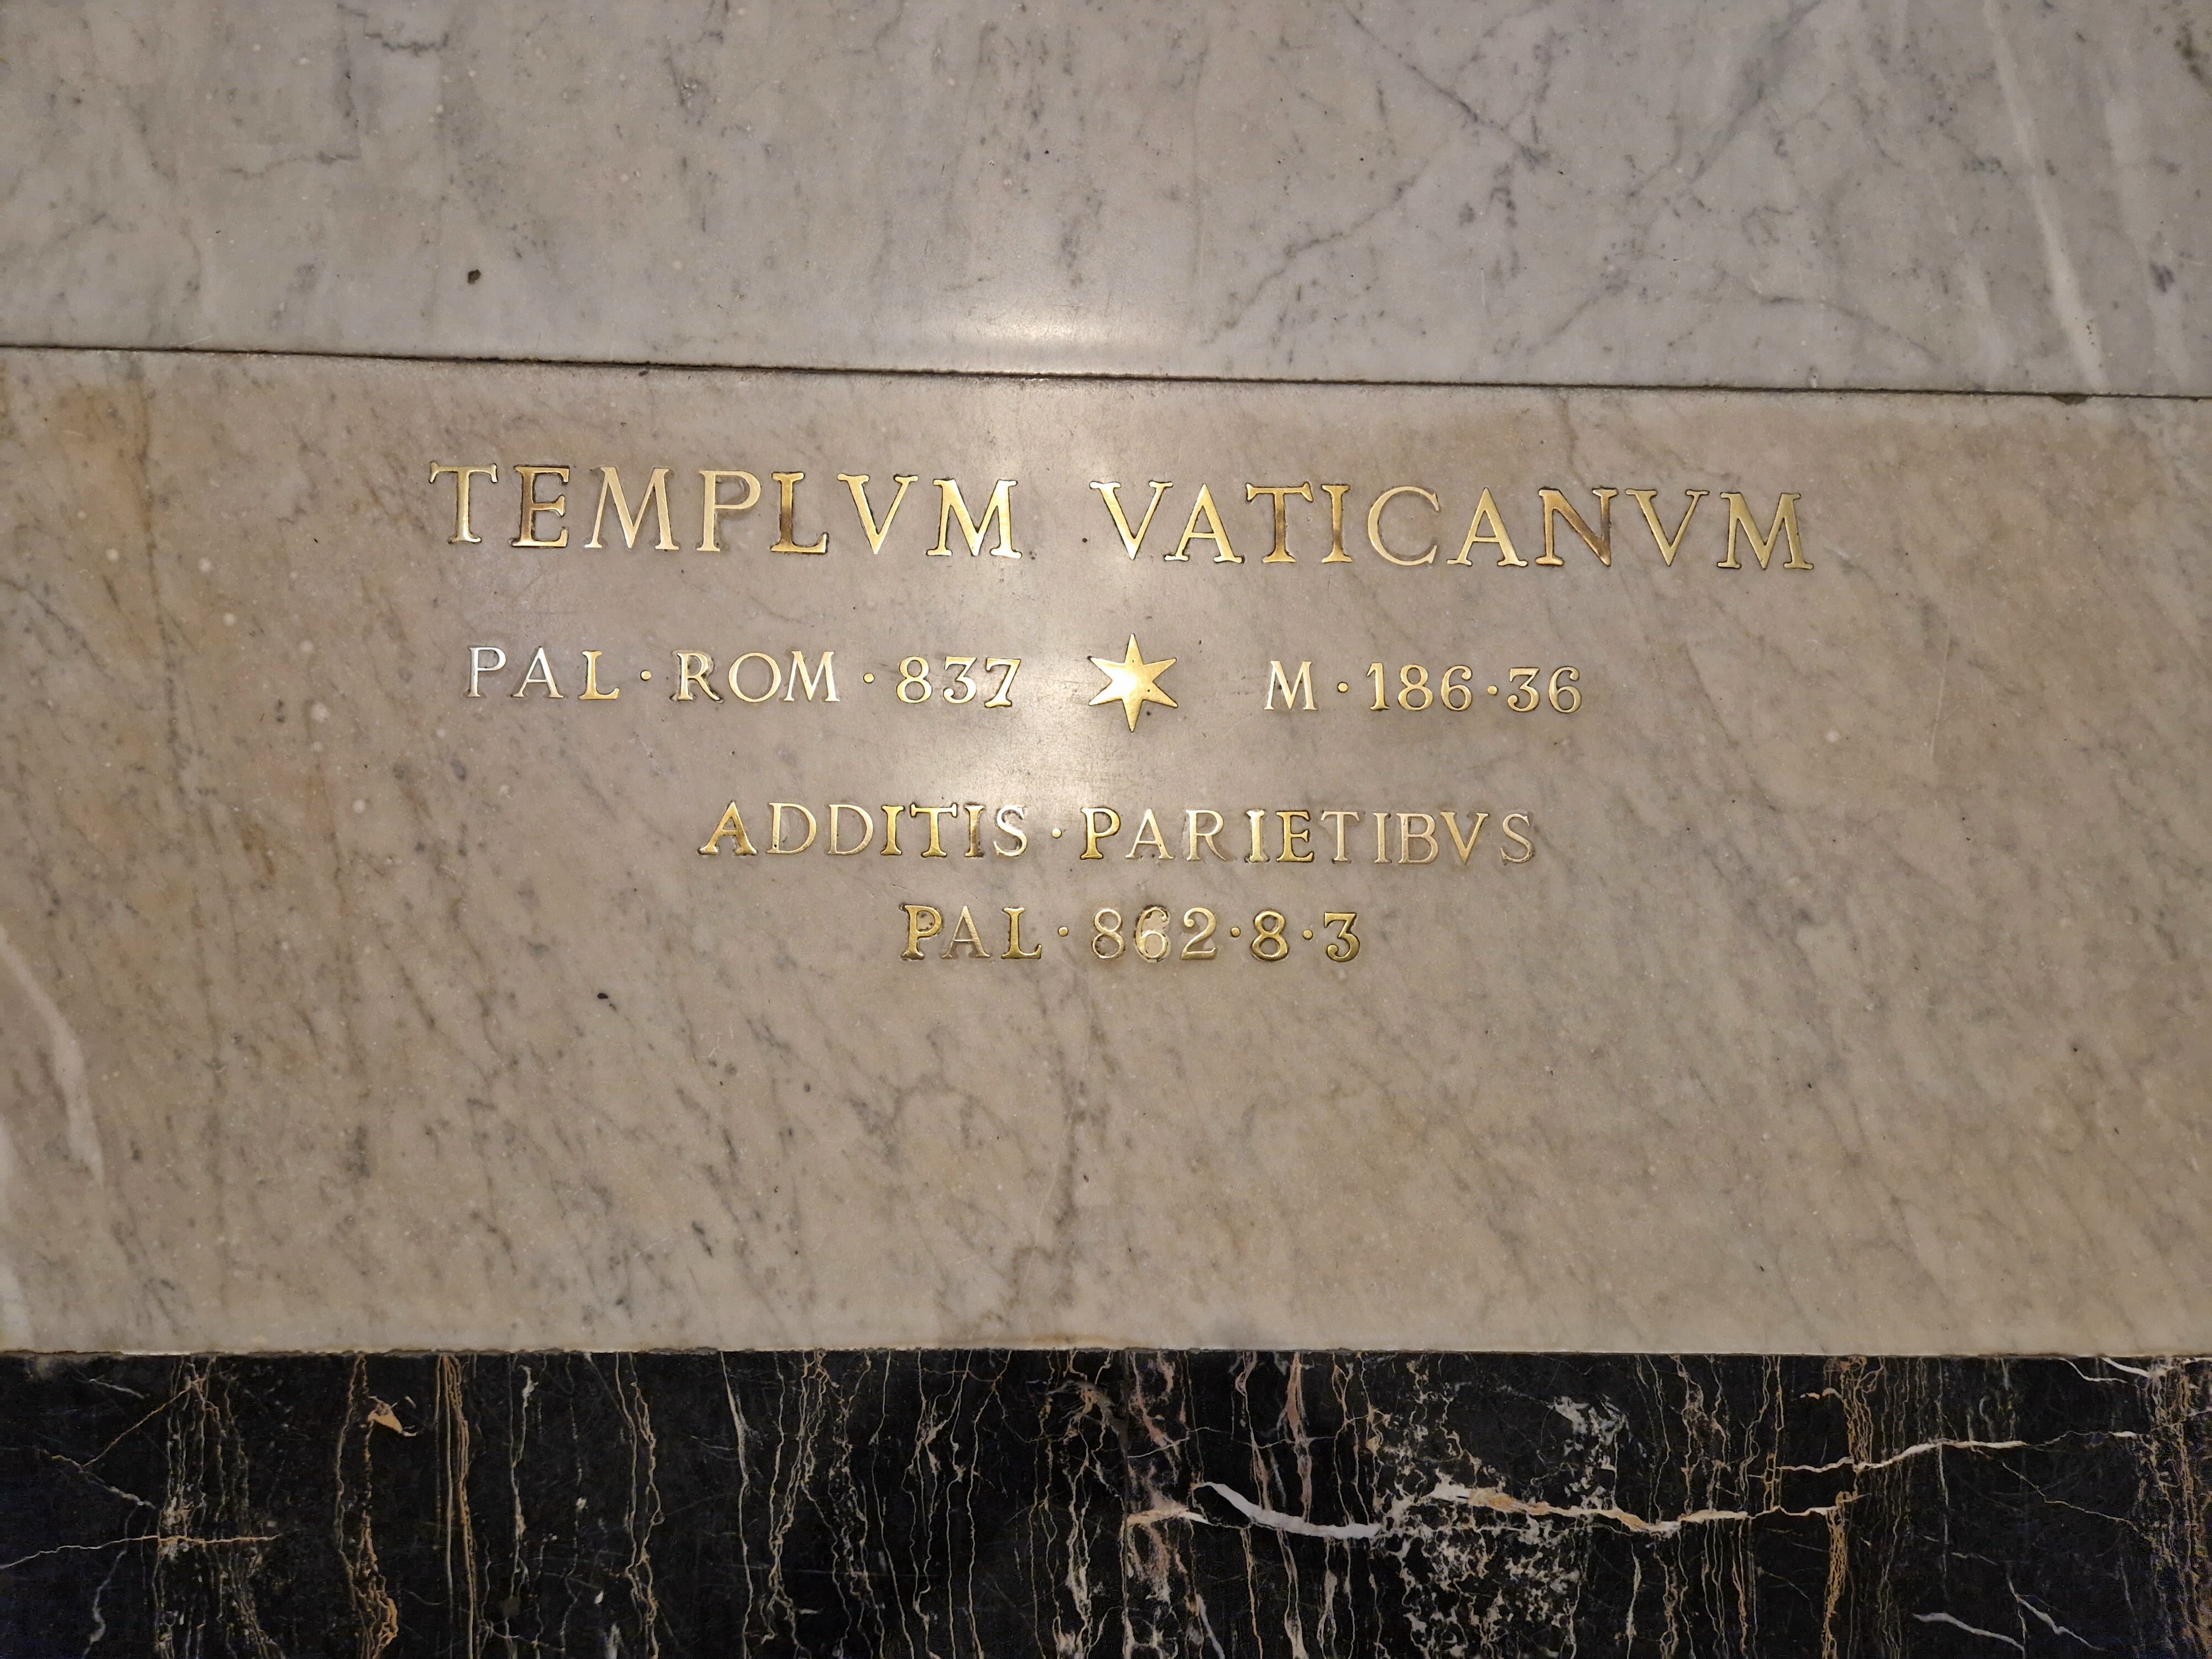 TEMPLVM VATICANVM
PAL·ROM·837 ★ M·186·36
ADDITIS·PARIETIBVS
PAL·862·8·3